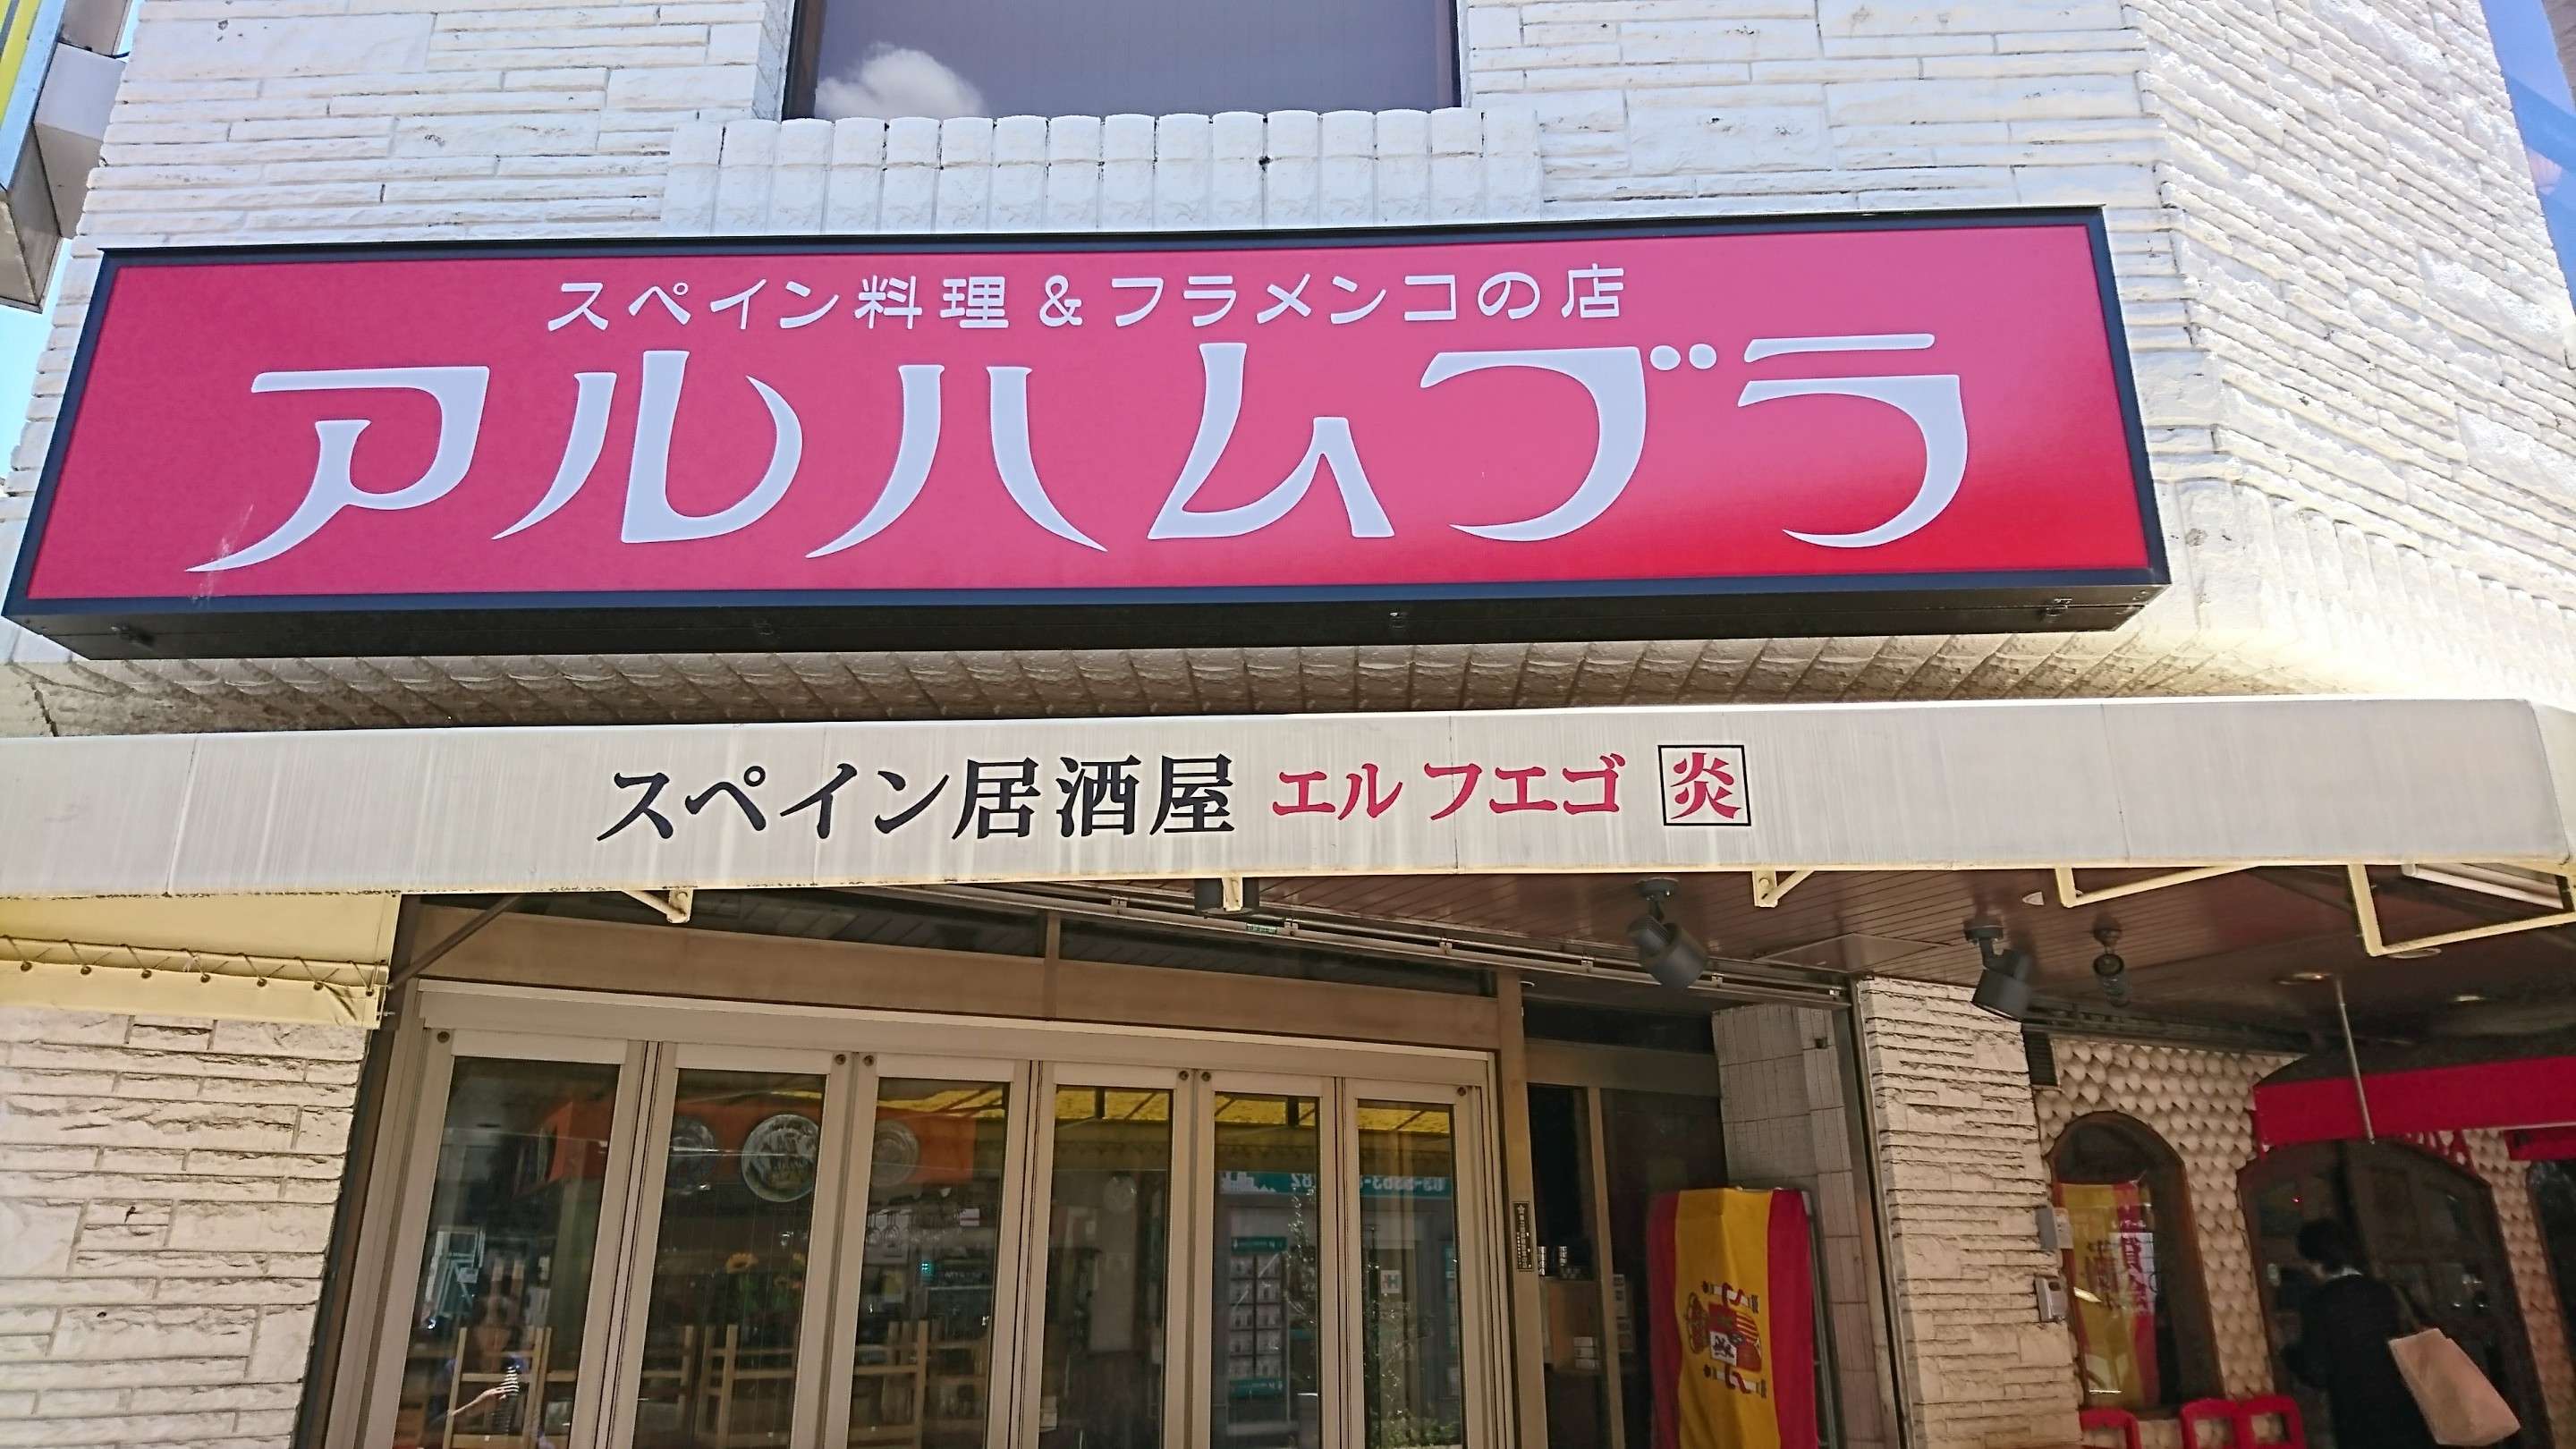 スペイン料理&フラメンコの店
アルハムブラ
スペイン居酒屋 エル フエゴ 炎